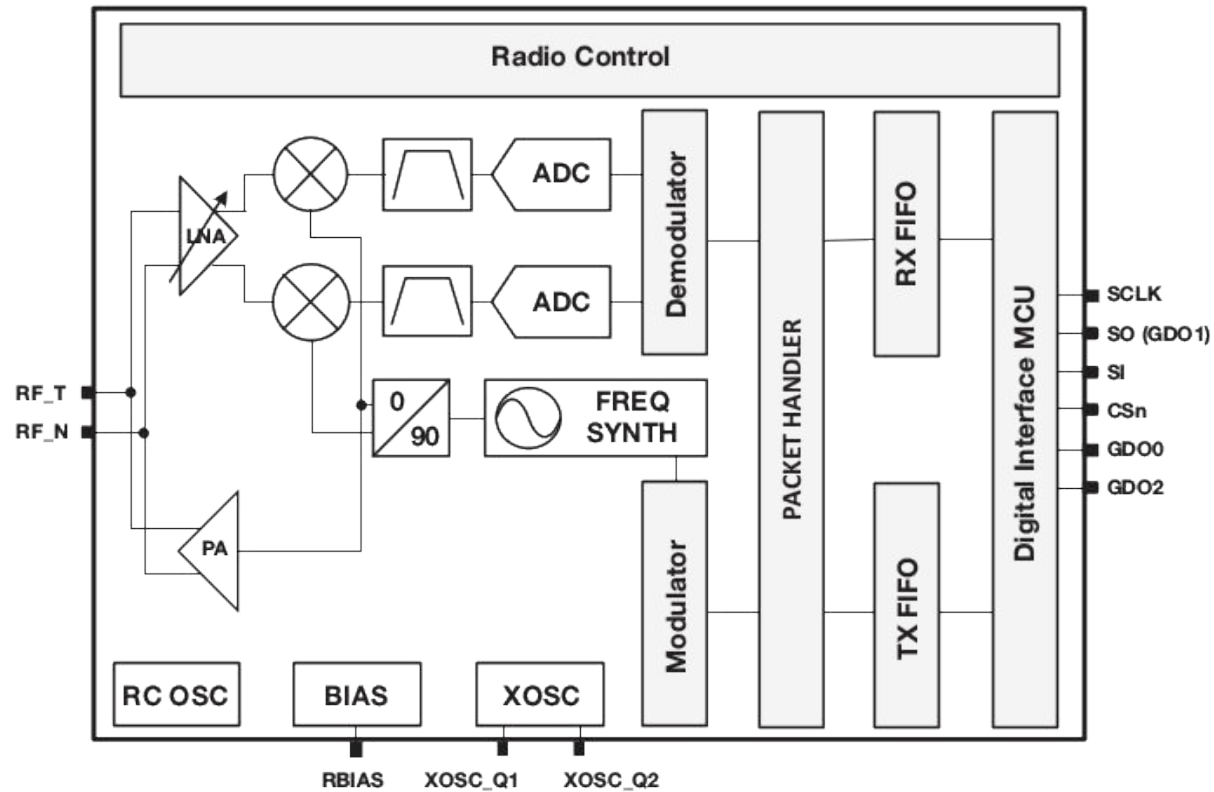 Radio Control
LNA
ADC
ADC
Demodulator
PACKET HANDLER
RX FIFO
Digital Interface MCU
SCLK
SO (GDO1)
SI
CSn
GDO0
GDO2
RF_T
RF_N
0
90
FREQ
SYNTH
PA
Modulator
TX FIFO
RC OSC
BIAS
XOSC
RBIAS
XOSC_Q1
XOSC_Q2